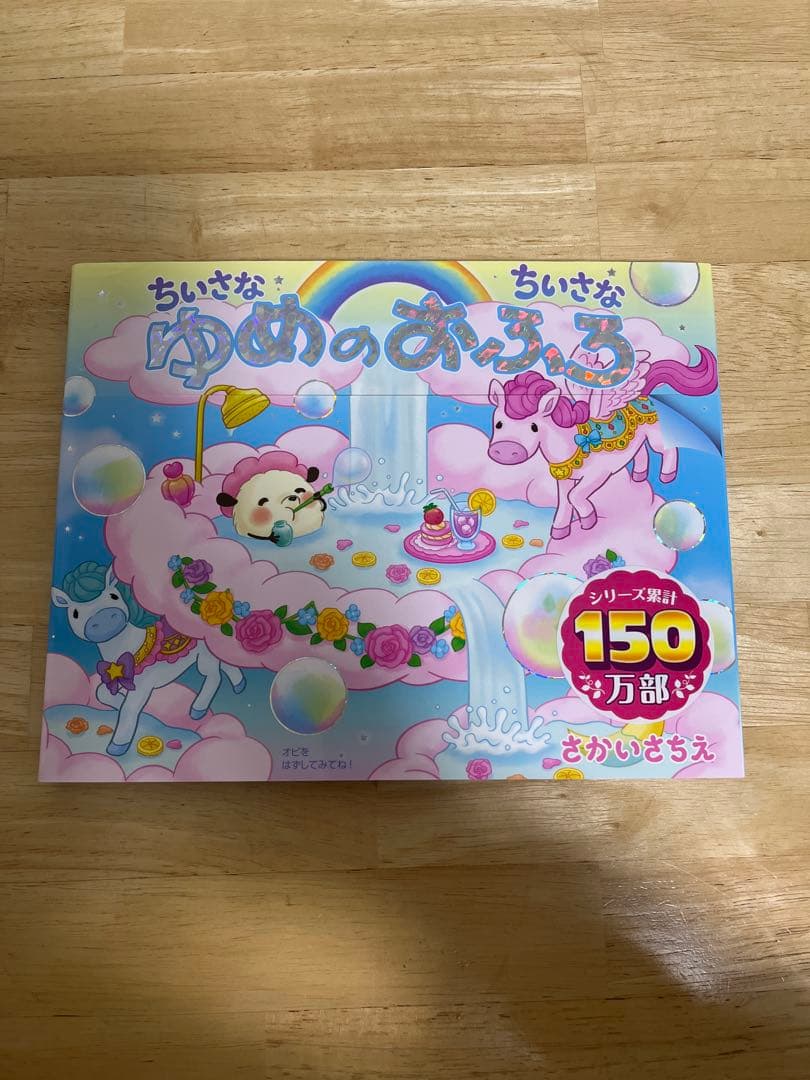 ちいさな ちいさな
ゆめのおふろ
シリーズ累計
150
万部
オビを
はずしてみてね！
さかいさちえ